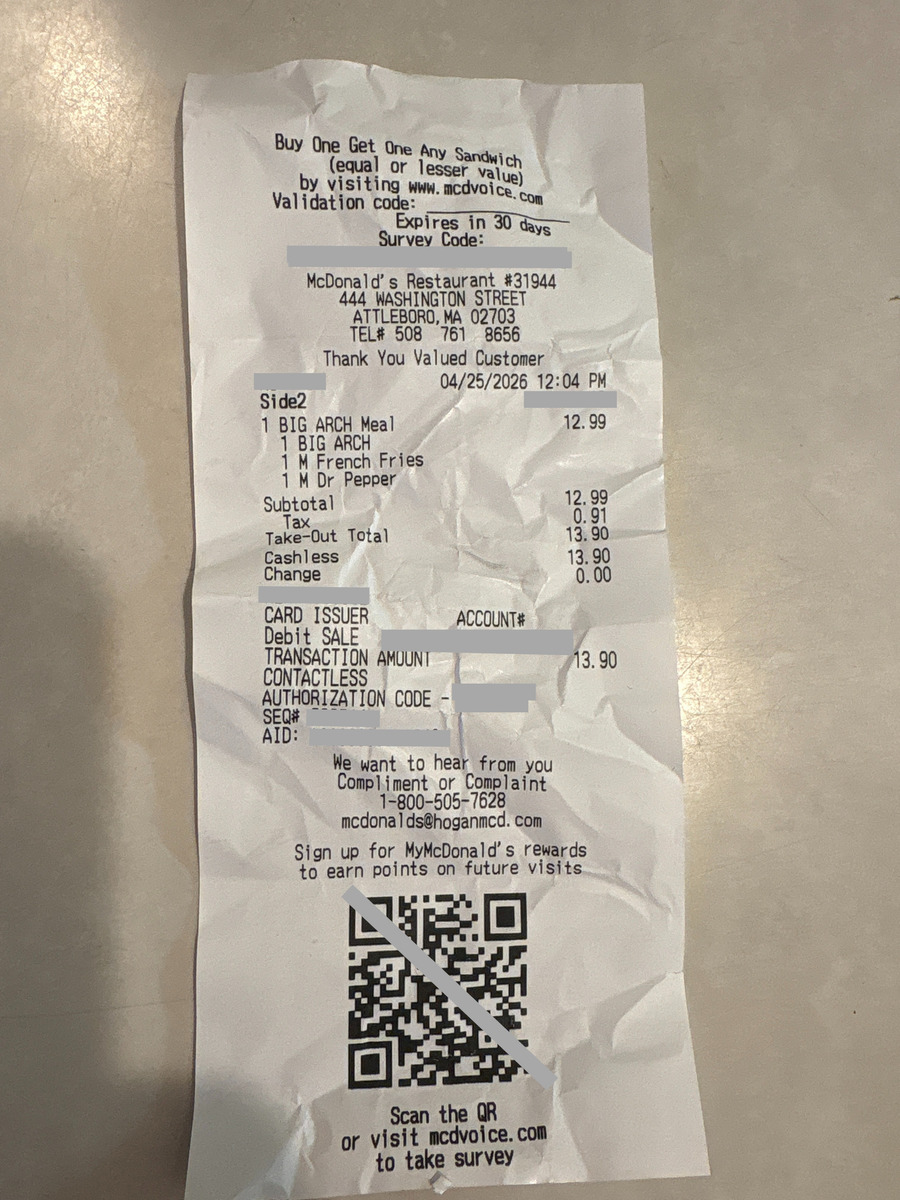 Buy One Get One Any Sandwich
(equal or lesser value)
by visiting www.mcdvoice.com
Validation code:
Expires in 30 days
Survey Code:
McDonald's Restaurant #31944
444 WASHINGTON STREET
ATTLEBORO,MA 02703
TEL# 508 761 8656
Thank You Valued Customer
04/25/2026 12:04 PM
Side2
1 BIG ARCH Meal 12.99
1 BIG ARCH
1 M French Fries
1 M Dr Pepper
Subtotal 12.99
Tax 0.91
Take-Out Total 13.90
Cashless 13.90
Change 0.00
CARD ISSUER ACCOUNT#
Debit SALE
TRANSACTION AMOUNT 13.90
CONTACTLESS
AUTHORIZATION CODE -
SEQ#
AID:
We want to hear from you
Compliment or Complaint
1-800-505-7628
mcdonalds@hoganmcd.com
Sign up for MyMcDonald's rewards
to earn points on future visits
Scan the QR
or visit mcdvoice.com
to take survey